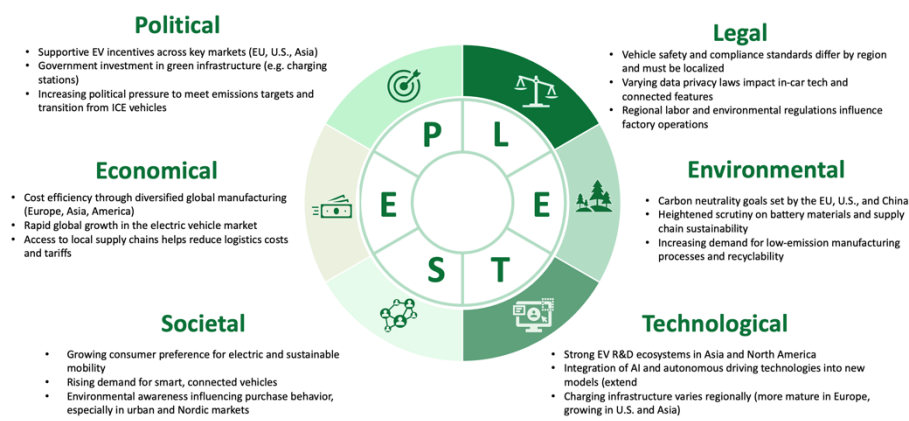 Political
• Supportive EV incentives across key markets (EU, U.S., Asia)
• Government investment in green infrastructure (e.g. charging
stations)
• Increasing political pressure to meet emissions targets and
transition from ICE vehicles
Economical
• Cost efficiency through diversified global manufacturing
(Europe, Asia, America)
• Rapid global growth in the electric vehicle market
• Access to local supply chains helps reduce logistics costs
and tariffs
Societal
• Growing consumer preference for electric and sustainable
mobility
• Rising demand for smart, connected vehicles
• Environmental awareness influencing purchase behavior,
especially in urban and Nordic markets
P L
E E
S T
Legal
• Vehicle safety and compliance standards differ by region
and must be localized
• Varying data privacy laws impact in-car tech and
connected features
• Regional labor and environmental regulations influence
factory operations
Environmental
• Carbon neutrality goals set by the EU, U.S., and China
• Heightened scrutiny on battery materials and supply
chain sustainability
• Increasing demand for low-emission manufacturing
processes and recyclability
Technological
• Strong EV R&D ecosystems in Asia and North America
• Integration of AI and autonomous driving technologies into new
models (extend
• Charging infrastructure varies regionally (more mature in Europe,
growing in U.S. and Asia)